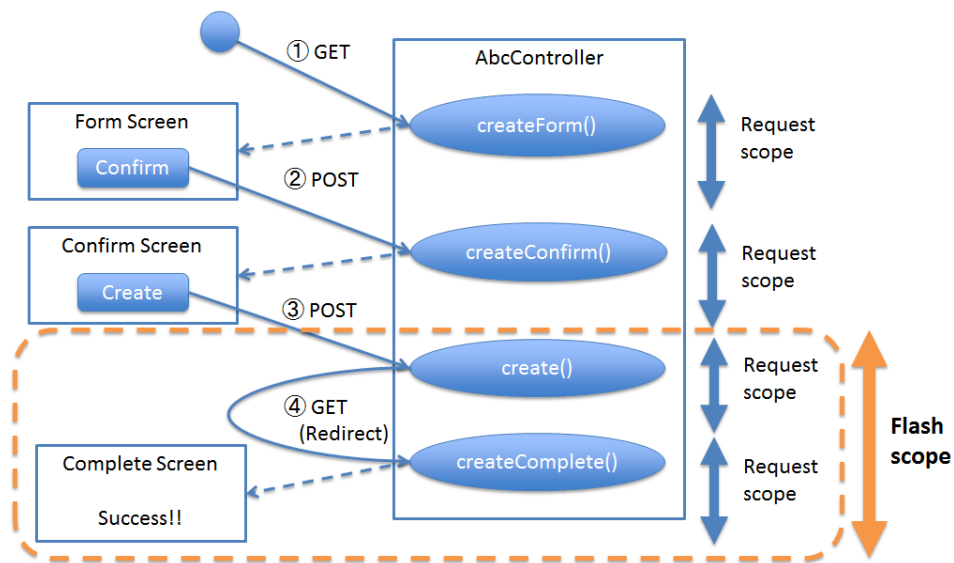 ① GET
AbcController
createForm()
Request
scope
Form Screen
Confirm
② POST
createConfirm()
Request
scope
Confirm Screen
Create
③ POST
create()
Request
scope
④ GET
(Redirect)
Flash
scope
createComplete()
Request
scope
Complete Screen
Success!!